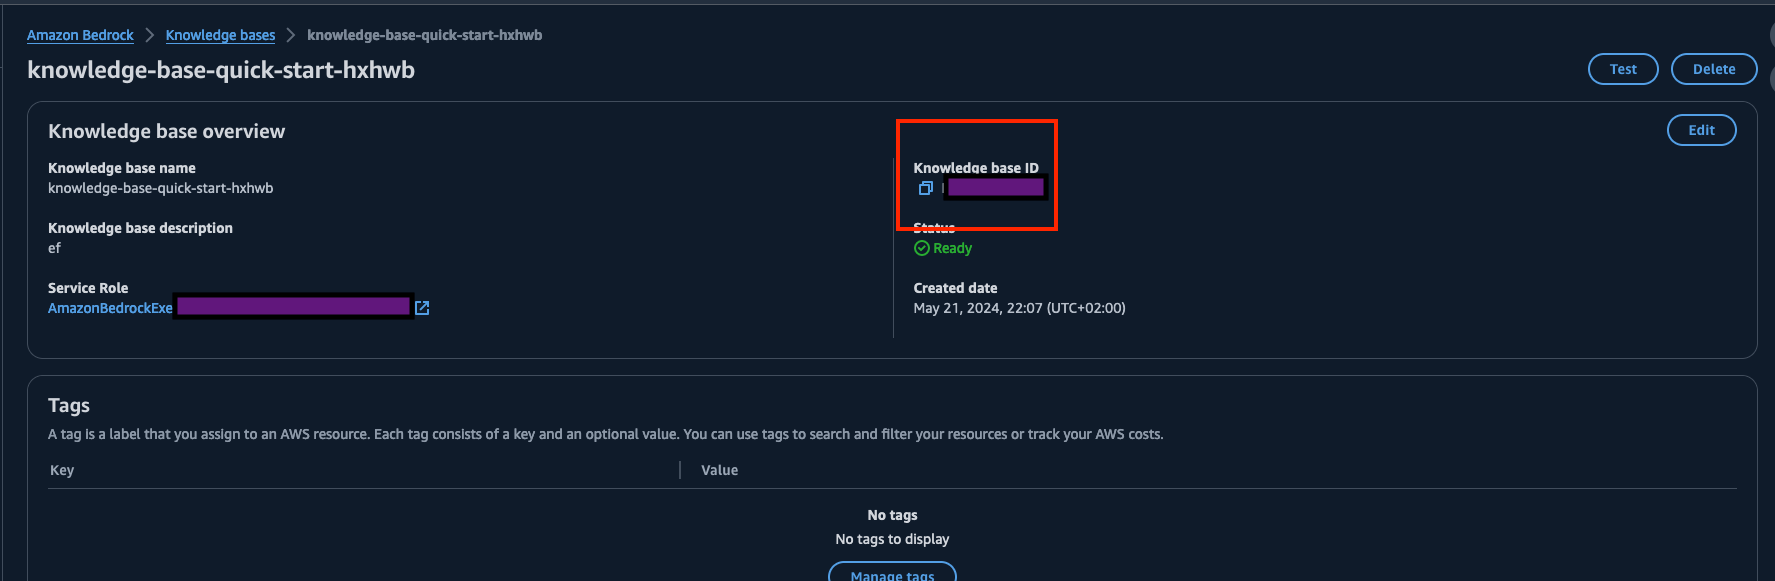 Amazon Bedrock > Knowledge bases > knowledge-base-quick-start-hxhwb
knowledge-base-quick-start-hxhwb
Test
Delete
Knowledge base overview
Edit
Knowledge base name
knowledge-base-quick-start-hxhwb
Knowledge base description
ef
Service Role
AmazonBedrockExe
Knowledge base ID
Status
Ready
Created date
May 21, 2024, 22:07 (UTC+02:00)
Tags
A tag is a label that you assign to an AWS resource. Each tag consists of a key and an optional value. You can use tags to search and filter your resources or track your AWS costs.
Key
Value
No tags
No tags to display
Manage tags